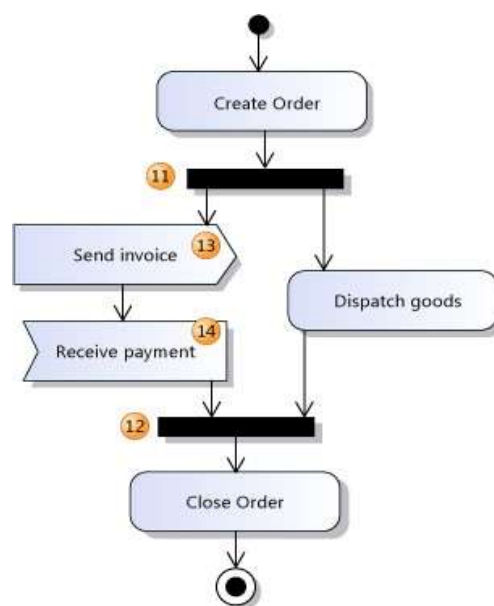 Create Order
11
13
Send invoice
Dispatch goods
14
Receive payment
12
Close Order